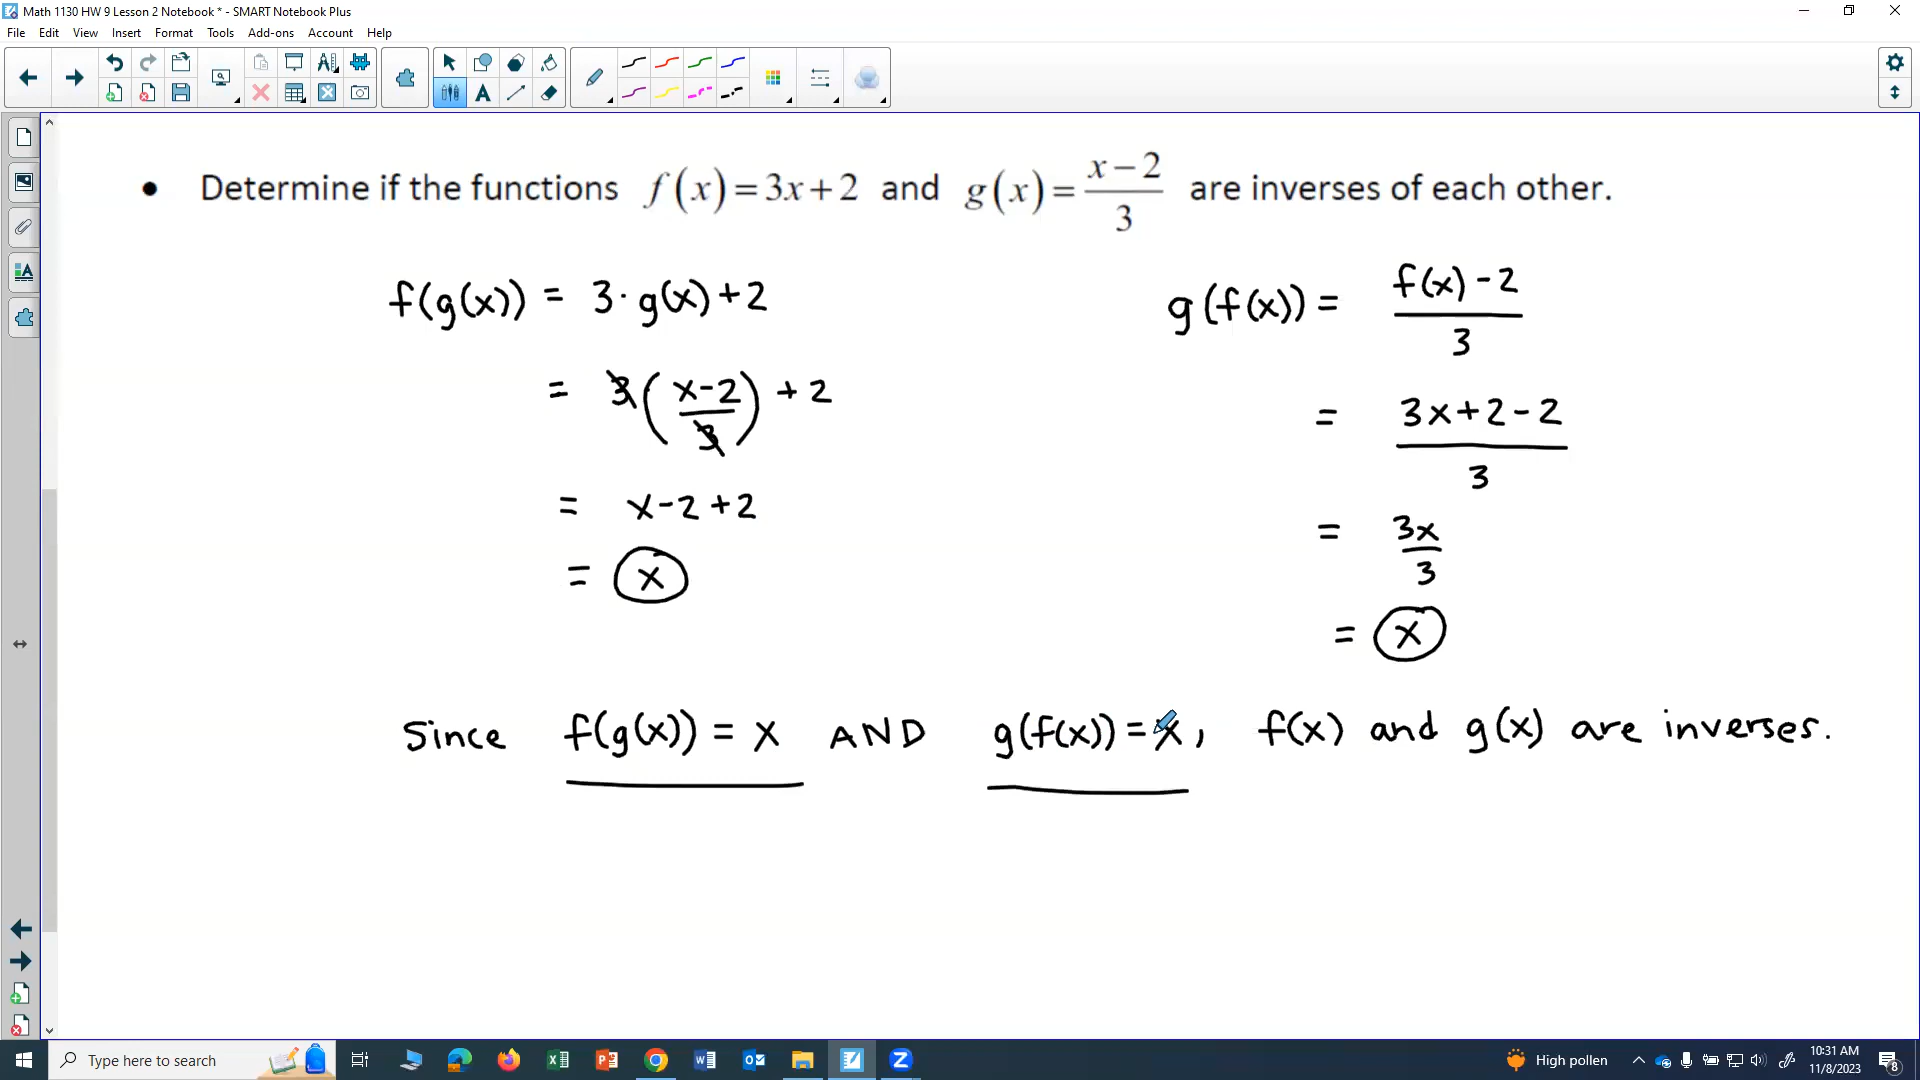 Math 1130 HW 9 Lesson 2 Notebook * - SMART Notebook Plus
File Edit View Insert Format Tools Add-ons Account Help
• Determine if the functions f(x)=3x+2 and g(x)=(x−2)/3 are inverses of each other.
f(g(x)) = 3·g(x)+2
= 3((x-2)/3) + 2
= x-2+2
= x
g(f(x)) = (f(x)-2)/3
= (3x+2-2)/3
= 3x/3
= x
Since f(g(x)) = x AND g(f(x)) = x, f(x) and g(x) are inverses.
Type here to search
High pollen
10:31 AM
11/8/2023
8